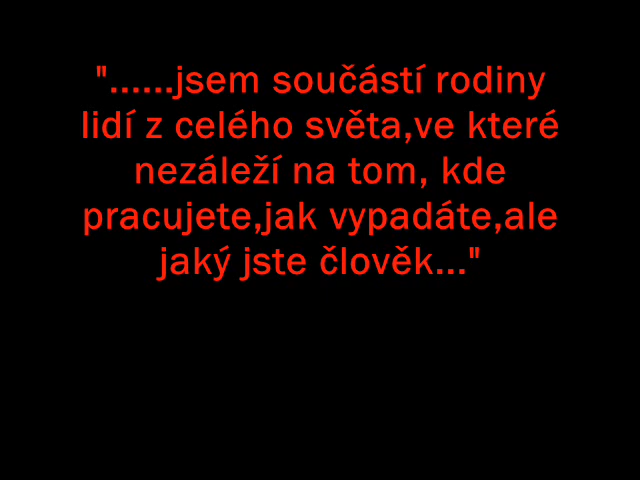 "......jsem součástí rodiny
lidí z celého světa,ve které
nezáleží na tom, kde
pracujete,jak vypadáte,ale
jaký jste člověk..."